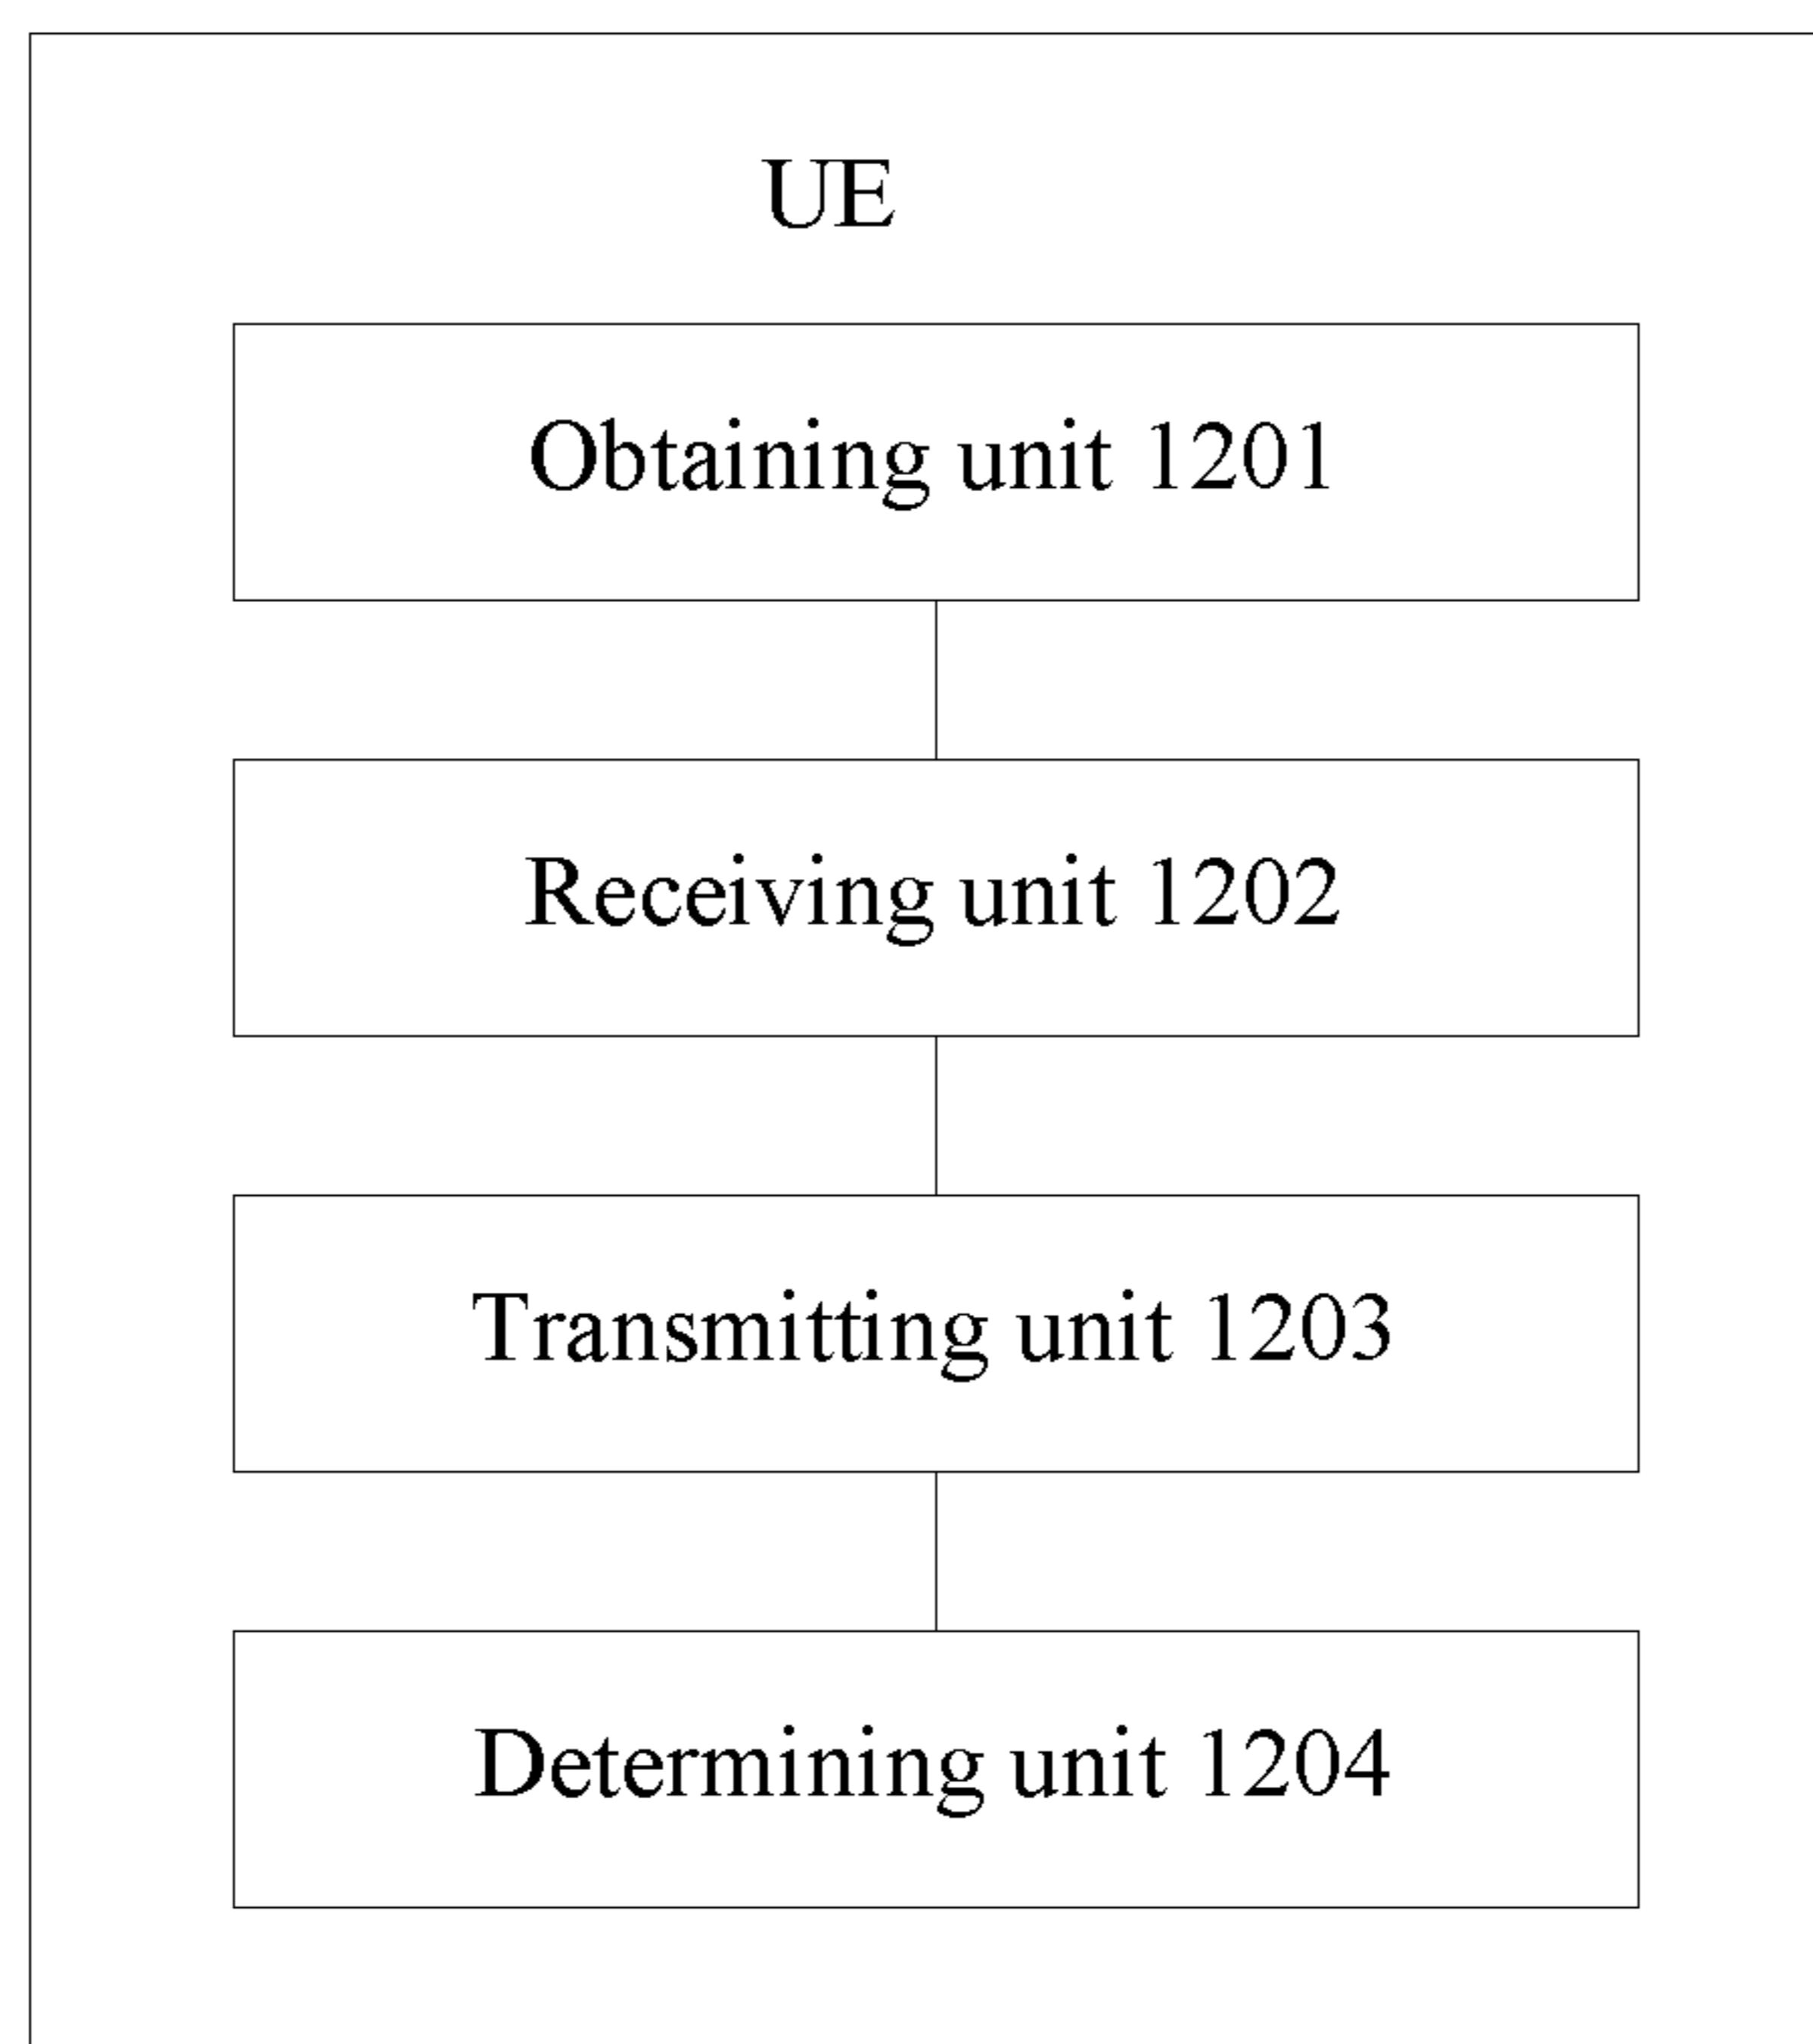 UE
Obtaining unit 1201
Receiving unit 1202
Transmitting unit 1203
Determining unit 1204